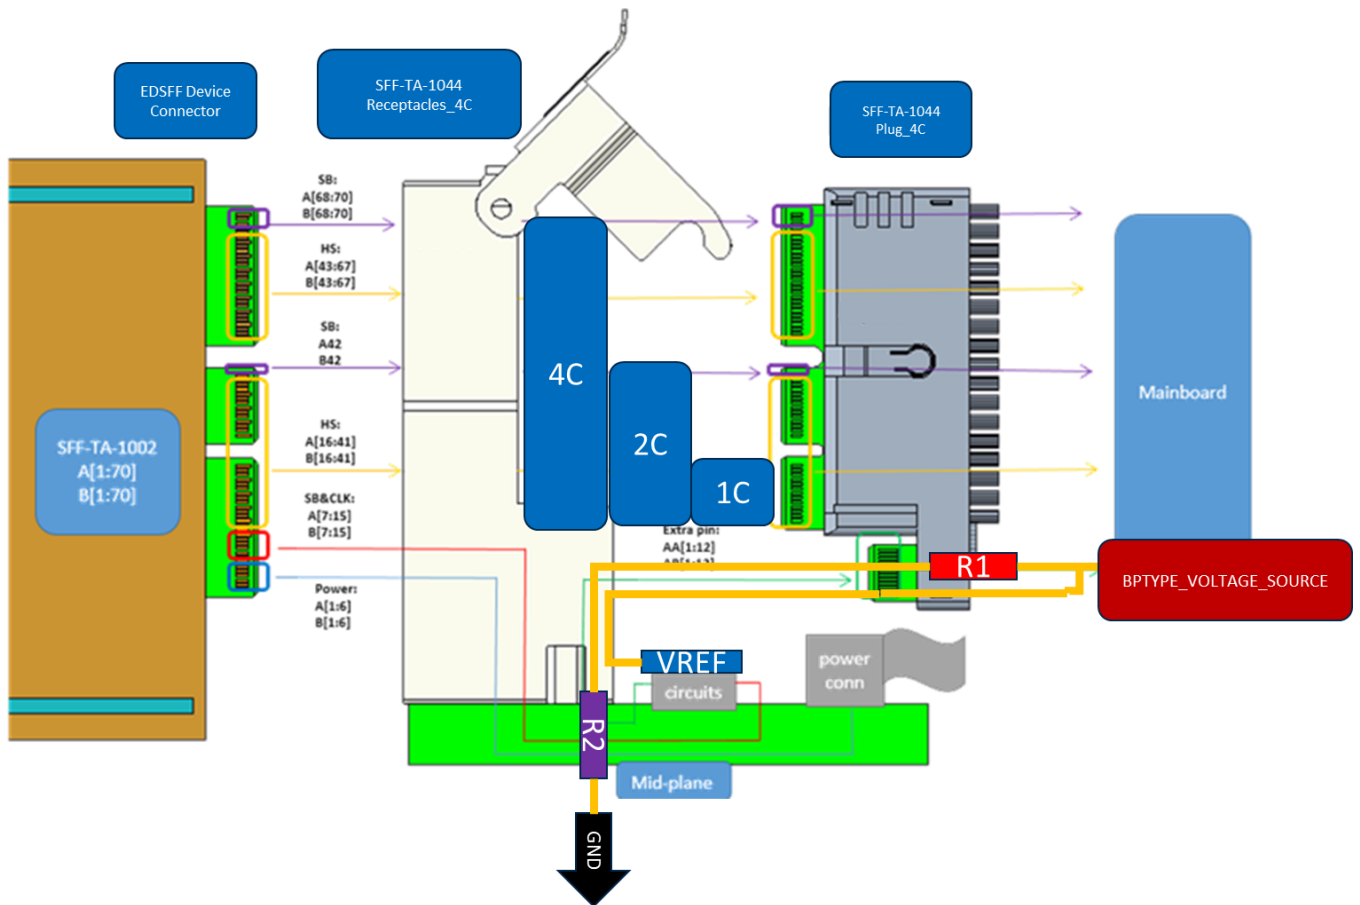 EDSFF Device
Connector
SFF-TA-1044
Receptacles_4C
SFF-TA-1044
Plug_4C
SB:
A[68:70]
B[68:70]
HS:
A[43:67]
B[43:67]
SB:
A42
B42
HS:
A[16:41]
B[16:41]
SB&CLK:
A[7:15]
B[7:15]
Power:
A[1:6]
B[1:6]
SFF-TA-1002
A[1:70]
B[1:70]
4C
2C
1C
Extra pin:
AA[1:12]
Mainboard
R1
BPTYPE_VOLTAGE_SOURCE
VREF
circuits
power
conn
R2
Mid-plane
GND